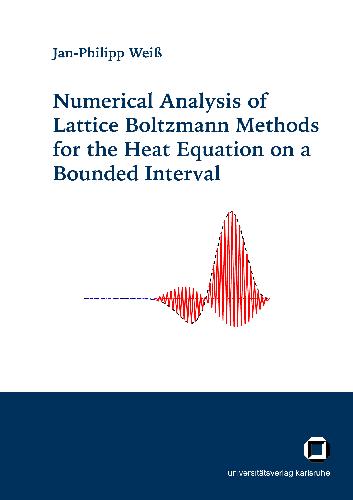 Jan-Philipp Weiß
Numerical Analysis of
Lattice Boltzmann Methods
for the Heat Equation on a
Bounded Interval
universitätsverlag karlsruhe